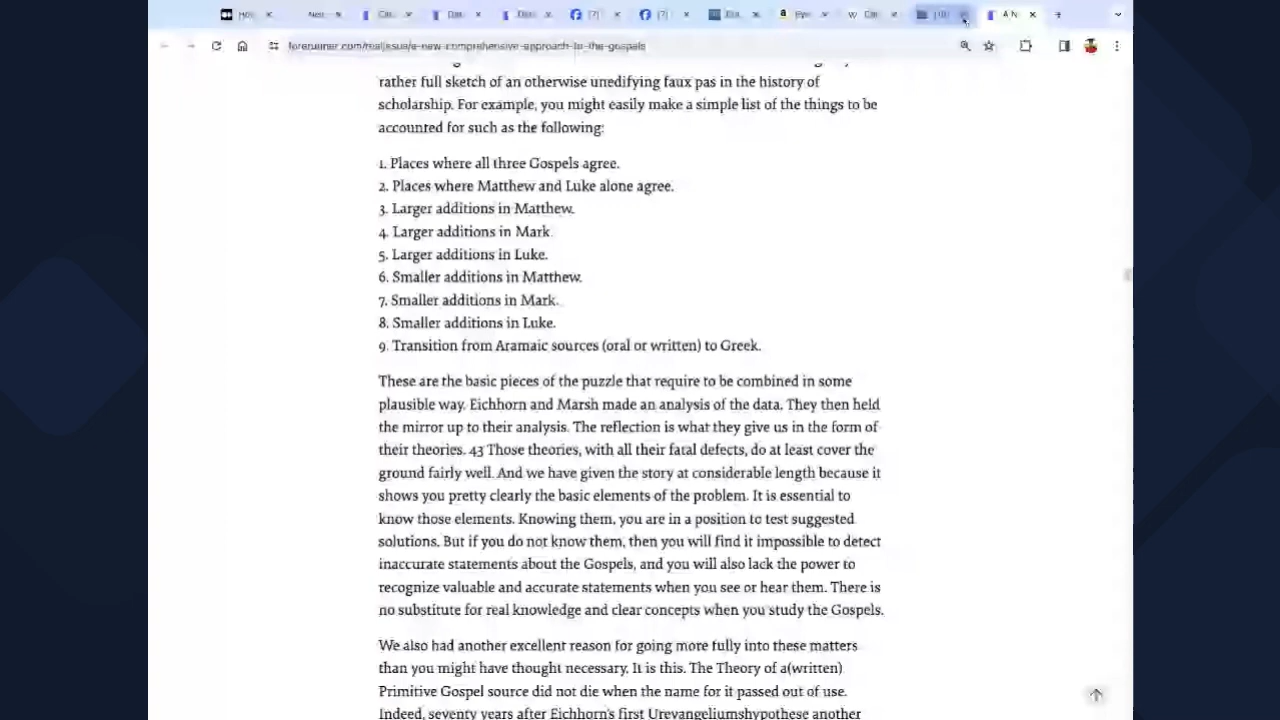 A N
forerunner.com/realissue/a-new-comprehensive-approach-to-the-gospels
rather full sketch of an otherwise unedifying faux pas in the history of
scholarship. For example, you might easily make a simple list of the things to be
accounted for such as the following:
1. Places where all three Gospels agree.
2. Places where Matthew and Luke alone agree.
3. Larger additions in Matthew.
4. Larger additions in Mark.
5. Larger additions in Luke.
6. Smaller additions in Matthew.
7. Smaller additions in Mark.
8. Smaller additions in Luke.
9. Transition from Aramaic sources (oral or written) to Greek.
These are the basic pieces of the puzzle that require to be combined in some
plausible way. Eichhorn and Marsh made an analysis of the data. They then held
the mirror up to their analysis. The reflection is what they give us in the form of
their theories. 43 Those theories, with all their fatal defects, do at least cover the
ground fairly well. And we have given the story at considerable length because it
shows you pretty clearly the basic elements of the problem. It is essential to
know those elements. Knowing them, you are in a position to test suggested
solutions. But if you do not know them, then you will find it impossible to detect
inaccurate statements about the Gospels, and you will also lack the power to
recognize valuable and accurate statements when you see or hear them. There is
no substitute for real knowledge and clear concepts when you study the Gospels.
We also had another excellent reason for going more fully into these matters
than you might have thought necessary. It is this. The Theory of a(written)
Primitive Gospel source did not die when the name for it passed out of use.
Indeed, seventy years after Eichhorn's first Urevangeliumshypothese another